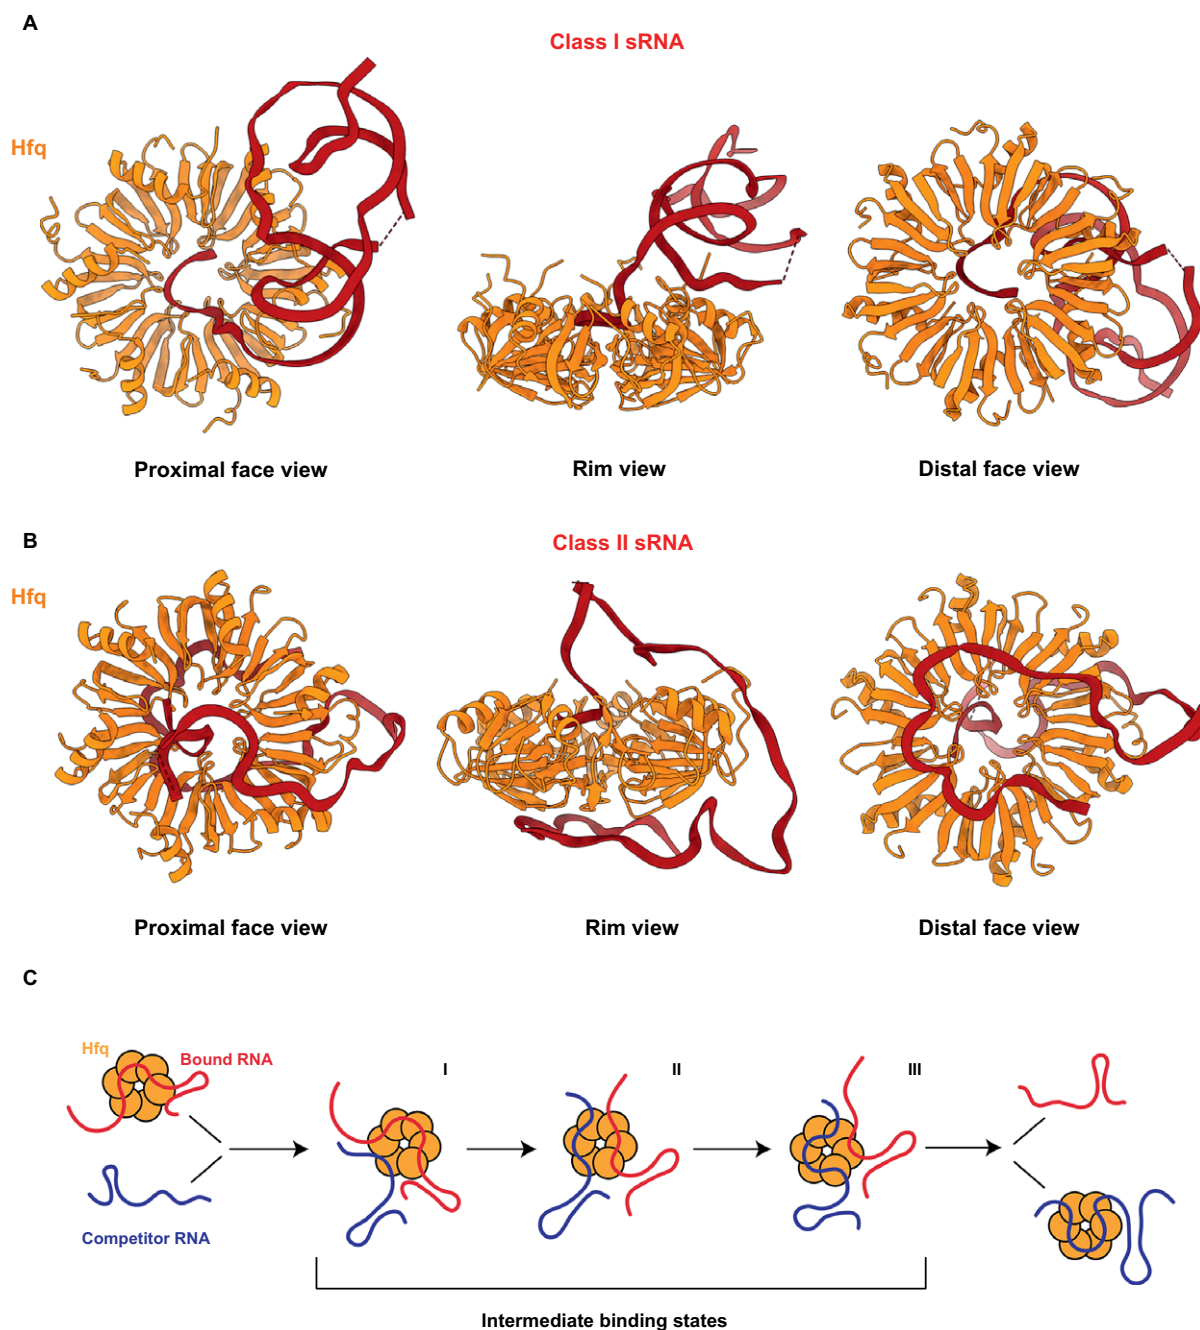 A
Class I sRNA
Hfq
Proximal face view
Rim view
Distal face view
B
Class II sRNA
Hfq
Proximal face view
Rim view
Distal face view
C
Hfq
Bound RNA
I
II
III
Competitor RNA
Intermediate binding states